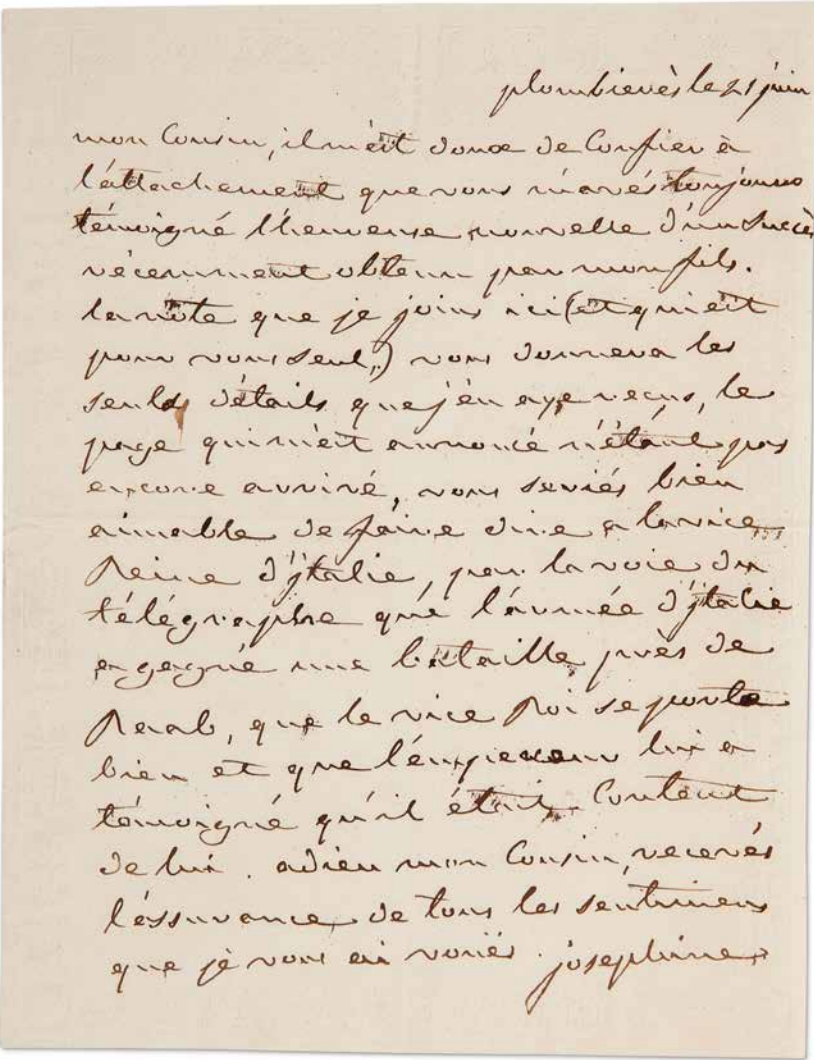 plombierès le 21 juin
mon Cousin, il m'est doux de Confier à
l'attachement que vous m'avés toujours
témoigné l'heureuse nouvelle d'un succès
récemment obtenu par mon fils.
la note que je joins ici (et qui est
pour vous seul,) vous donnera les
seuls détails que j'en aye reçus, le
page qui m'est annoncé n'étant pas
encore arrivé, vous seriés bien
aimable de faire dire a la vice
Reine d'jtalie, par la voie du
télégraphe que l'armée d'jtalie
a gagné une bataille près de
Raab, que le vice Roi se porte
bien et que l'empereur lui a
témoigné qu'il était Content
de lui. adieu mon Cousin, recevés
l'assurance de tous les sentimens
que je vous ai voués. josephine